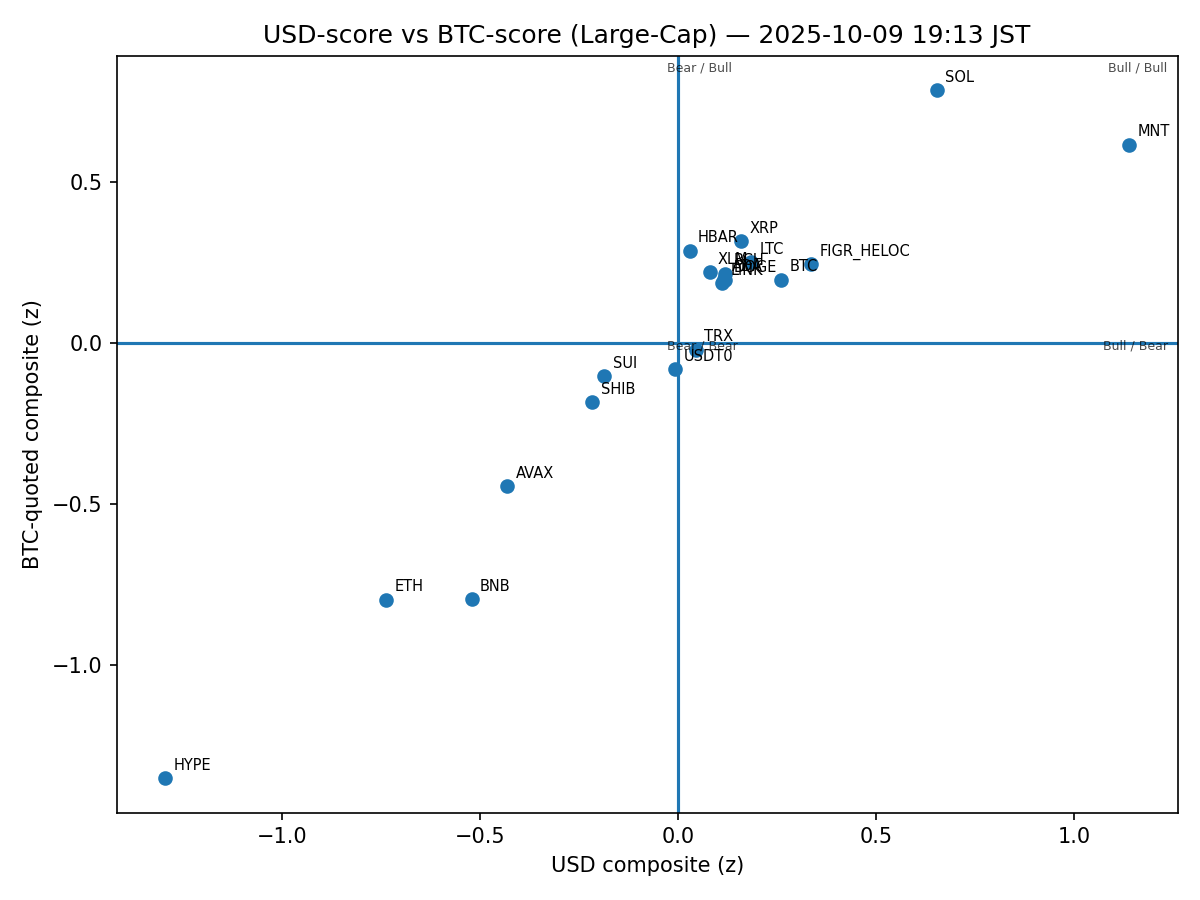 USD-score vs BTC-score (Large-Cap) — 2025-10-09 19:13 JST
Bear / Bull
Bull / Bull
SOL
MNT
0.5
XRP
HBAR
LTC
FIGR_HELOC
BTC
0.0
TRX
Bear / Bear
Bull / Bear
USDT0
SUI
SHIB
−0.5
AVAX
ETH
BNB
−1.0
HYPE
−1.0
−0.5
0.0
0.5
1.0
USD composite (z)
BTC-quoted composite (z)